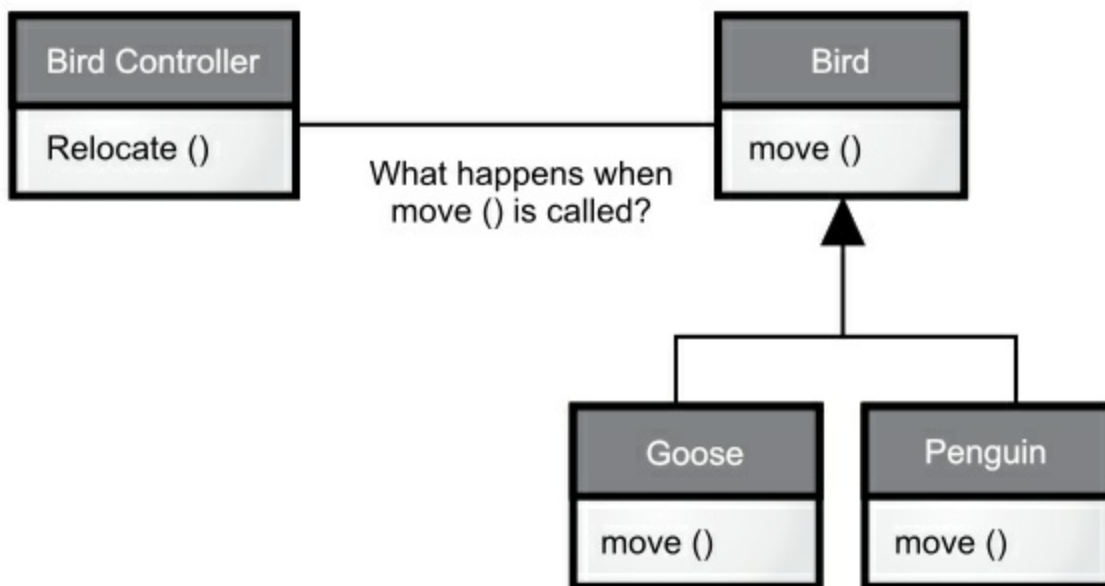 Bird Controller
Relocate ()
What happens when
move () is called?
Bird
move ()
Goose
move ()
Penguin
move ()